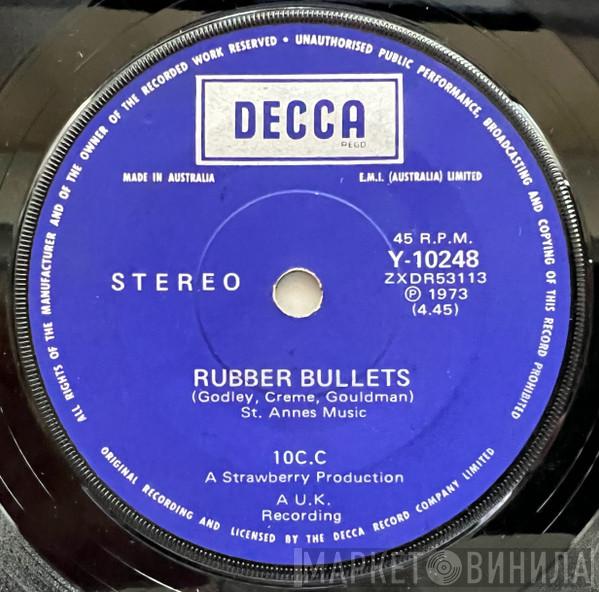 ALL RIGHTS OF THE MANUFACTURER AND OF THE OWNER OF THE RECORDED WORK RESERVED • UNAUTHORISED PUBLIC PERFORMANCE, BROADCASTING AND COPYING OF THIS RECORD PROHIBITED
DECCA
REGD
MADE IN AUSTRALIA
E.M.I. (AUSTRALIA) LIMITED
45 R.P.M.
Y-10248
STEREO
ZXDR53113
Ⓟ 1973
(4.45)
RUBBER BULLETS
(Godley, Creme, Gouldman)
St. Annes Music
10C.C
A Strawberry Production
A U.K.
Recording
ORIGINAL RECORDING AND LICENSED BY THE DECCA RECORD COMPANY LIMITED
МАРКЕТ ВИНИЛА